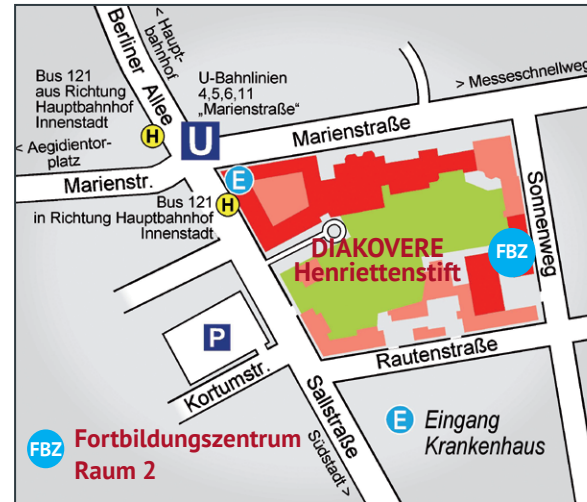 Berliner Allee
< Haupt-
bahnhof
Bus 121
aus Richtung
Hauptbahnhof
Innenstadt
U-Bahnlinien
4,5,6,11
„Marienstraße“
> Messeschnellweg
H
U
Marienstraße
< Aegidientor-
platz
Marienstr.
E
Bus 121
in Richtung Hauptbahnhof
Innenstadt
H
Sonnenweg
DIAKOVERE
Henriettenstift
FBZ
P
Rautenstraße
Kortumstr.
Sallstraße
Südstadt >
E Eingang
Krankenhaus
FBZ Fortbildungszentrum
Raum 2